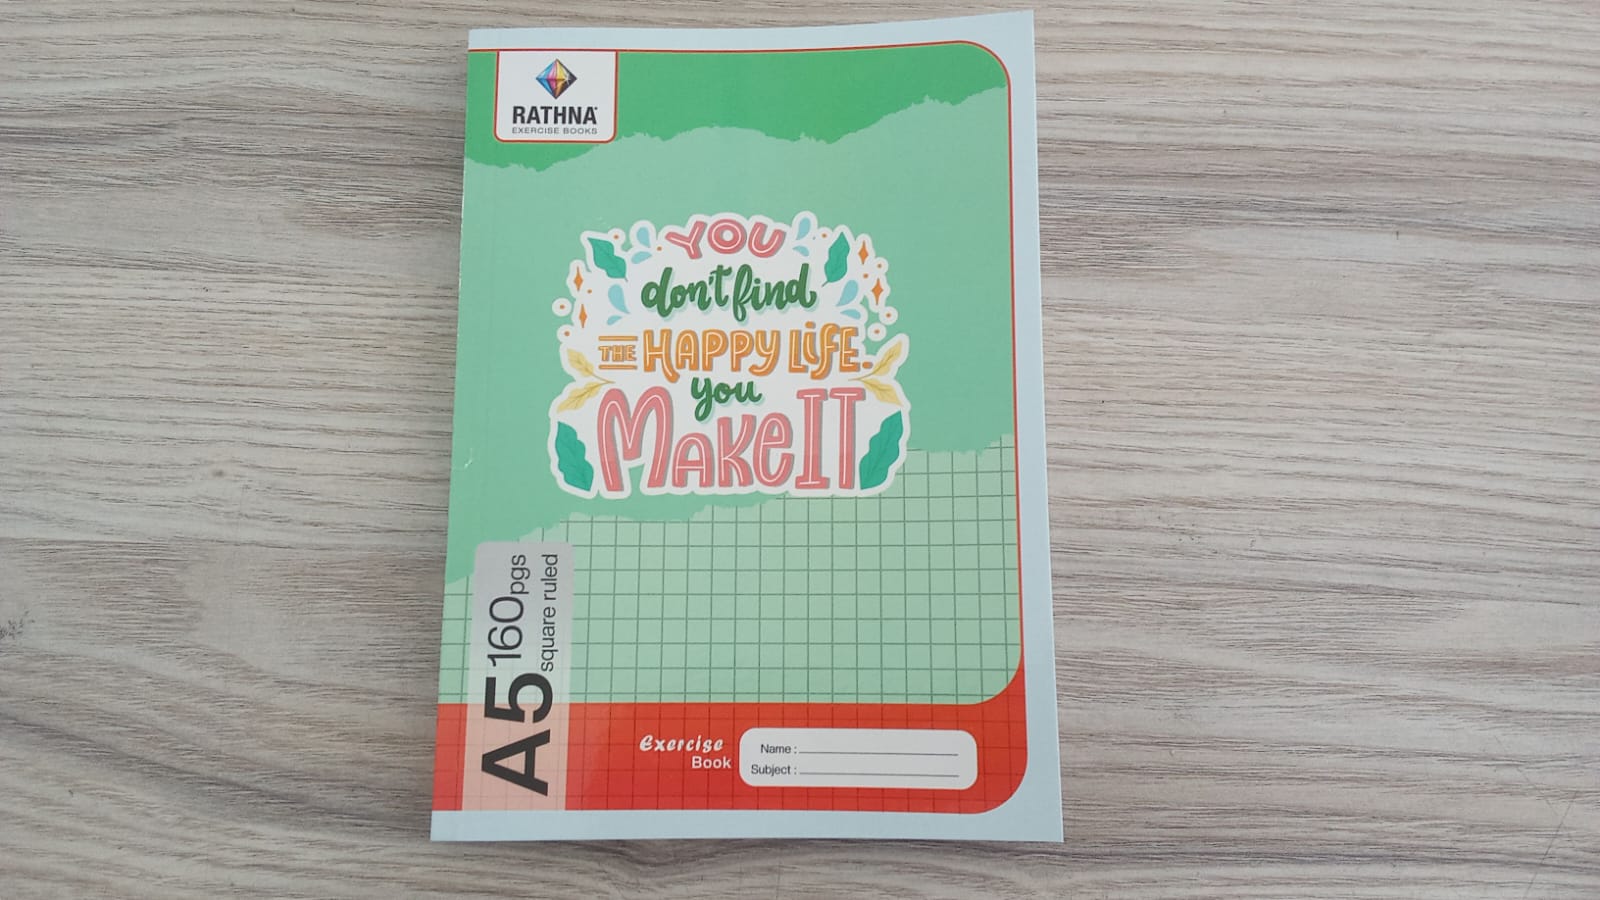 RATHNA
EXERCISE BOOKS
YOU
don't find
THE HAPPY LIFE.
you
MAKE IT
A5 160pgs
square ruled
Exercise
Book
Name :
Subject :